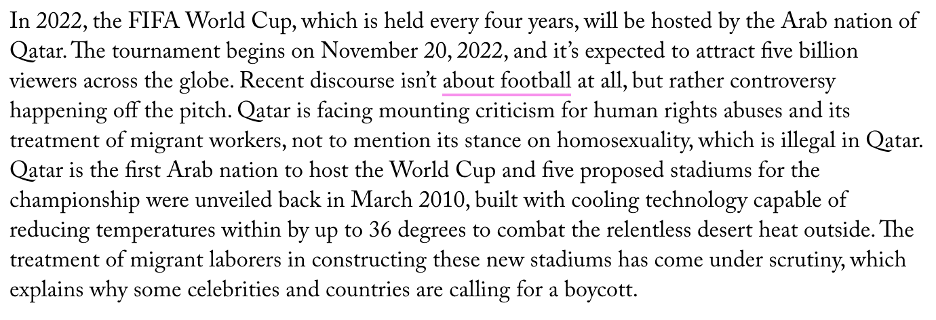 In 2022, the FIFA World Cup, which is held every four years, will be hosted by the Arab nation of
Qatar. The tournament begins on November 20, 2022, and it’s expected to attract five billion
viewers across the globe. Recent discourse isn’t about football at all, but rather controversy
happening off the pitch. Qatar is facing mounting criticism for human rights abuses and its
treatment of migrant workers, not to mention its stance on homosexuality, which is illegal in Qatar.
Qatar is the first Arab nation to host the World Cup and five proposed stadiums for the
championship were unveiled back in March 2010, built with cooling technology capable of
reducing temperatures within by up to 36 degrees to combat the relentless desert heat outside. The
treatment of migrant laborers in constructing these new stadiums has come under scrutiny, which
explains why some celebrities and countries are calling for a boycott.